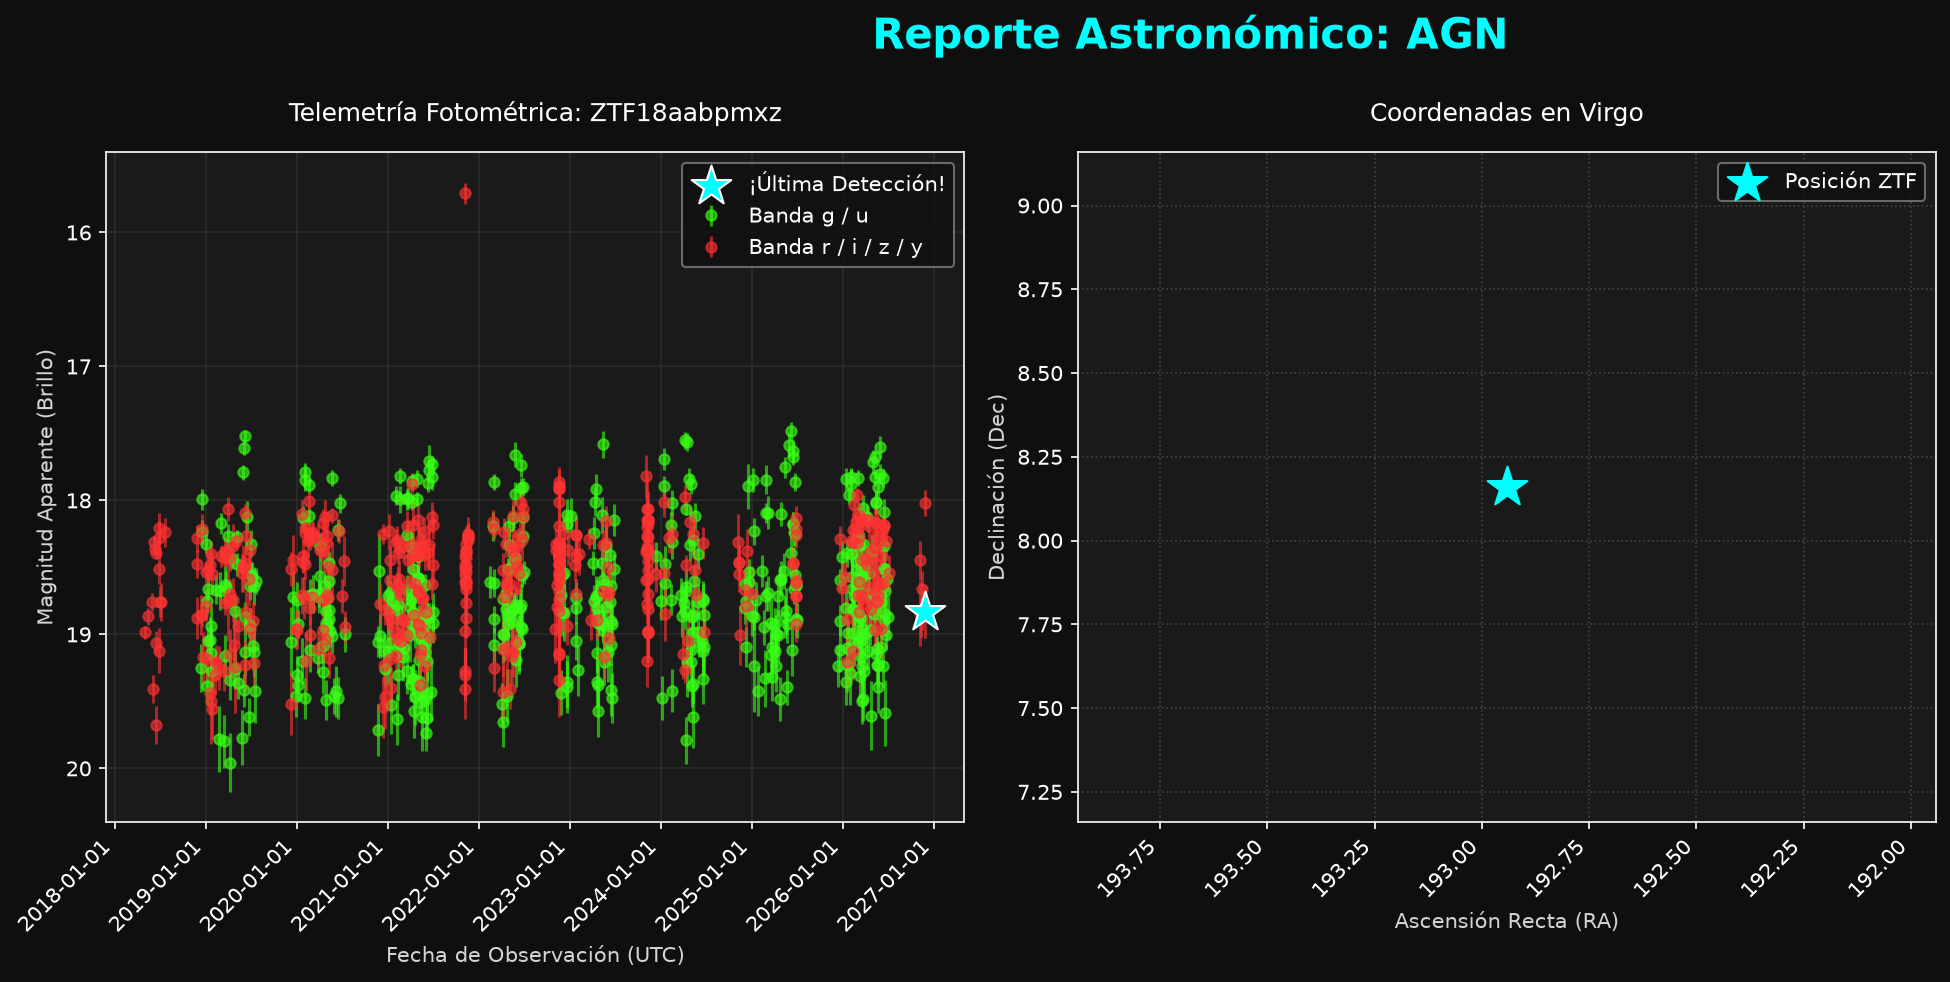 Reporte Astronómico: AGN
Telemetría Fotométrica: ZTF18aabpmxz
¡Última Detección!
Banda g / u
Banda r / i / z / y
Magnitud Aparente (Brillo)
16
17
18
19
20
2018-01-01
2019-01-01
2020-01-01
2021-01-01
2022-01-01
2023-01-01
2024-01-01
2025-01-01
2026-01-01
2027-01-01
Fecha de Observación (UTC)
Coordenadas en Virgo
Posición ZTF
Declinación (Dec)
9.00
8.75
8.50
8.25
8.00
7.75
7.50
7.25
193.75
193.50
193.25
193.00
192.75
192.50
192.25
192.00
Ascensión Recta (RA)